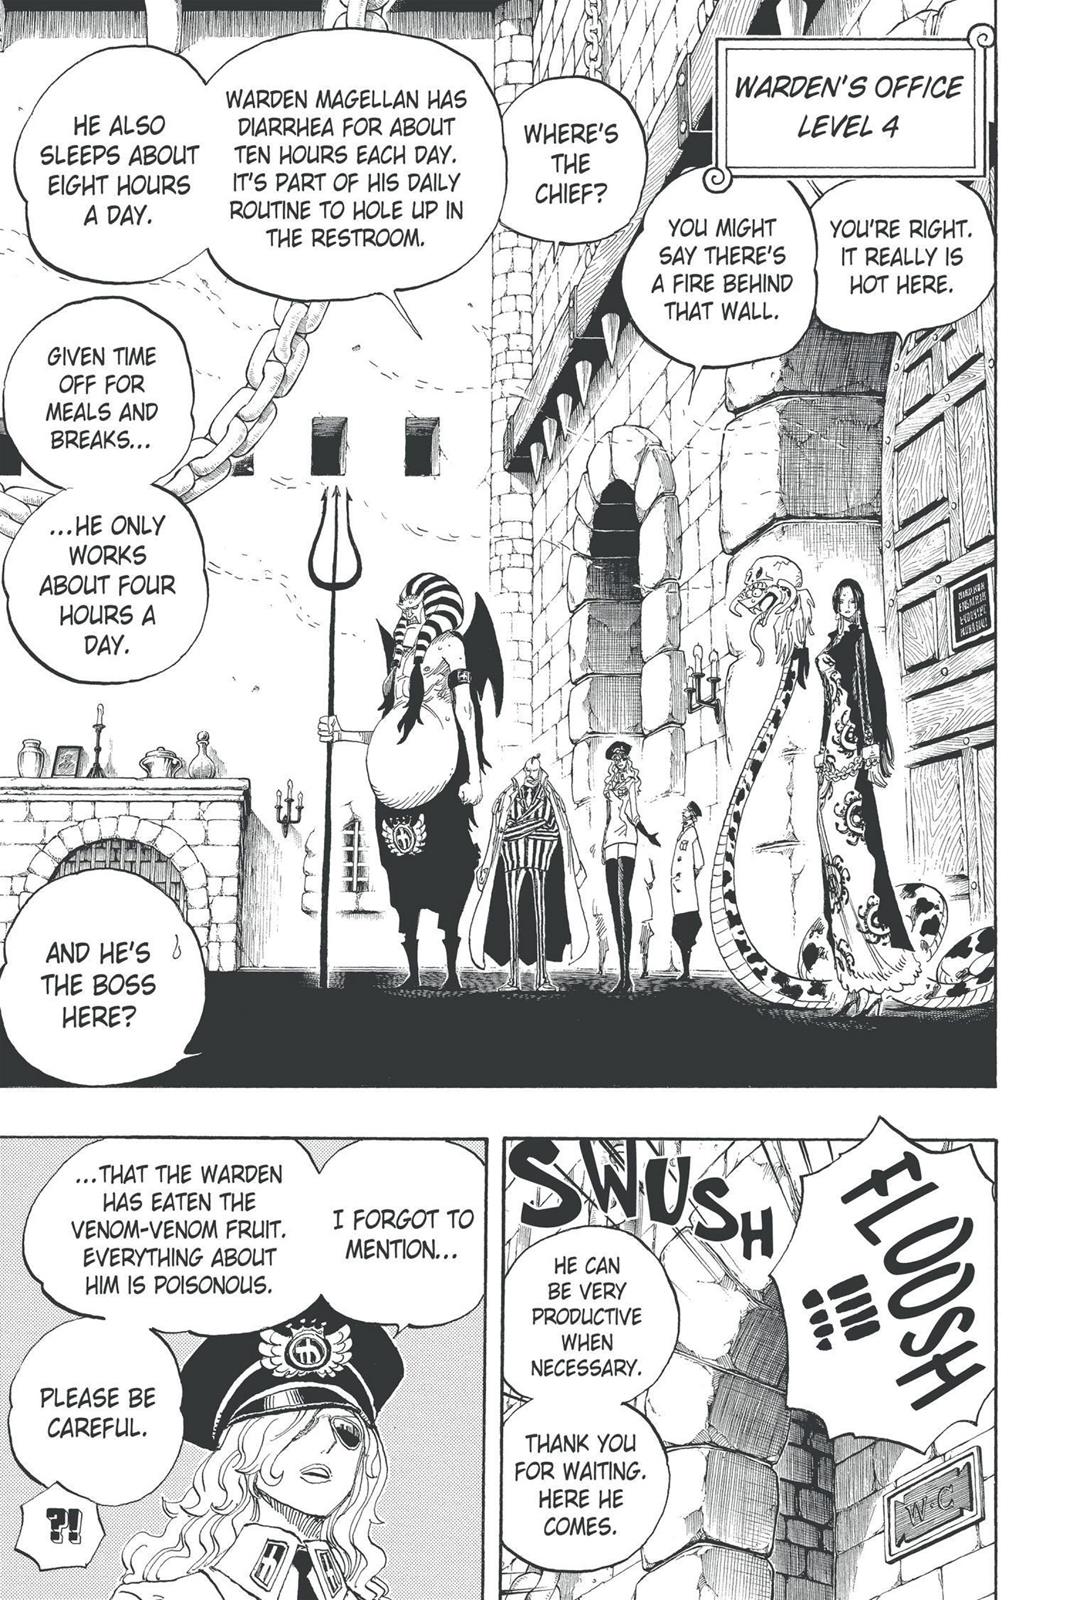 WARDEN'S OFFICE
LEVEL 4
YOU'RE RIGHT.
IT REALLY IS
HOT HERE.
YOU MIGHT
SAY THERE'S
A FIRE BEHIND
THAT WALL.
WHERE'S
THE
CHIEF?
WARDEN MAGELLAN HAS
DIARRHEA FOR ABOUT
TEN HOURS EACH DAY.
IT'S PART OF HIS DAILY
ROUTINE TO HOLE UP IN
THE RESTROOM.
HE ALSO
SLEEPS ABOUT
EIGHT HOURS
A DAY.
GIVEN TIME
OFF FOR
MEALS AND
BREAKS...
...HE ONLY
WORKS
ABOUT FOUR
HOURS A
DAY.
AND HE'S
THE BOSS
HERE?
FLOOSH
!!!!
SWUSH
HE CAN
BE VERY
PRODUCTIVE
WHEN
NECESSARY.
THANK YOU
FOR WAITING.
HERE HE
COMES.
W·C
I FORGOT TO
MENTION...
...THAT THE WARDEN
HAS EATEN THE
VENOM-VENOM FRUIT.
EVERYTHING ABOUT
HIM IS POISONOUS.
PLEASE BE
CAREFUL.
?!